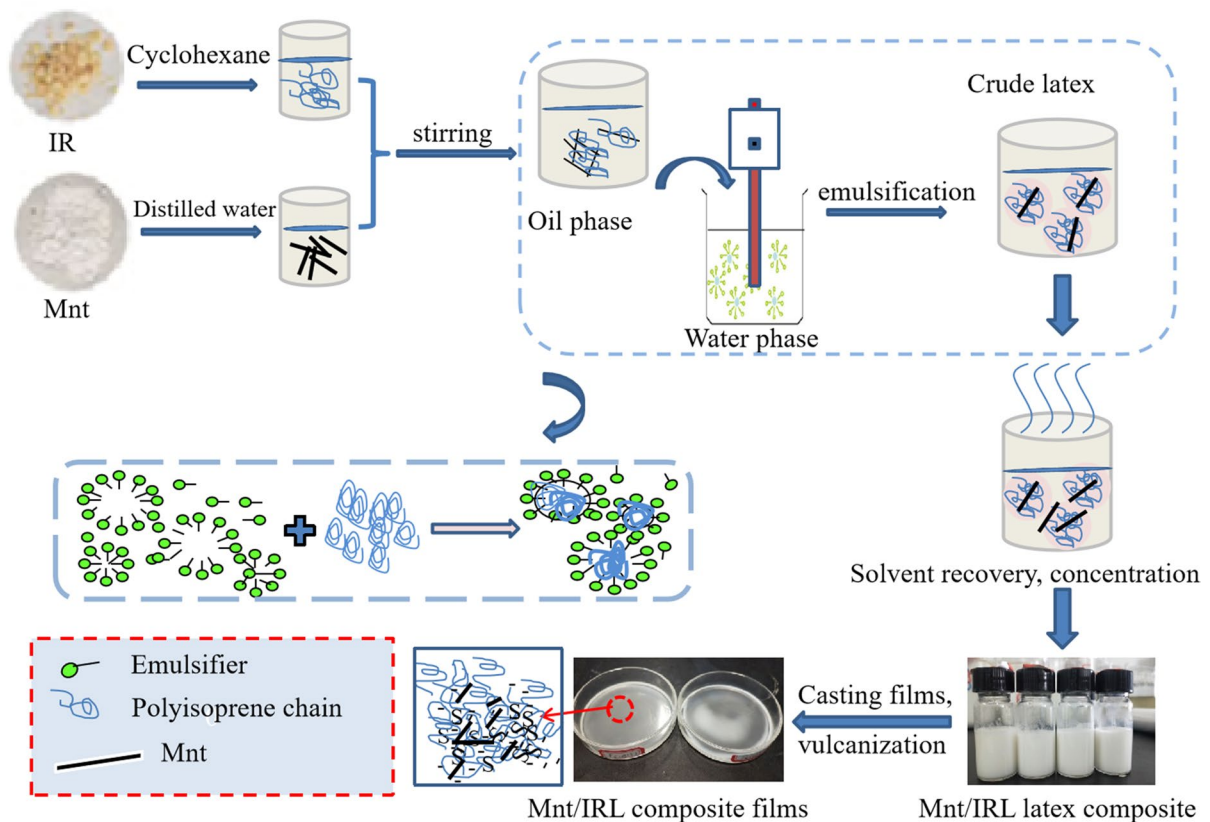 Cyclohexane
IR
stirring
Distilled water
Mnt
Oil phase
Water phase
emulsification
Crude latex
Solvent recovery, concentration
Emulsifier
Polyisoprene chain
Mnt
S
S S
S
S S
S
S
S
Casting films,
vulcanization
Mnt/IRL composite films
Mnt/IRL latex composite